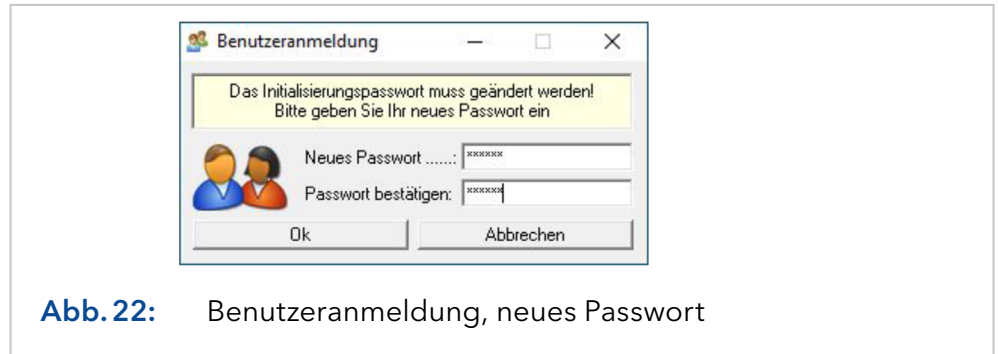 Benutzeranmeldung
Das Initialisierungspasswort muss geändert werden!
Bitte geben Sie Ihr neues Passwort ein
Neues Passwort ......: ××××××
Passwort bestätigen: ××××××
Ok Abbrechen
Abb. 22: Benutzeranmeldung, neues Passwort